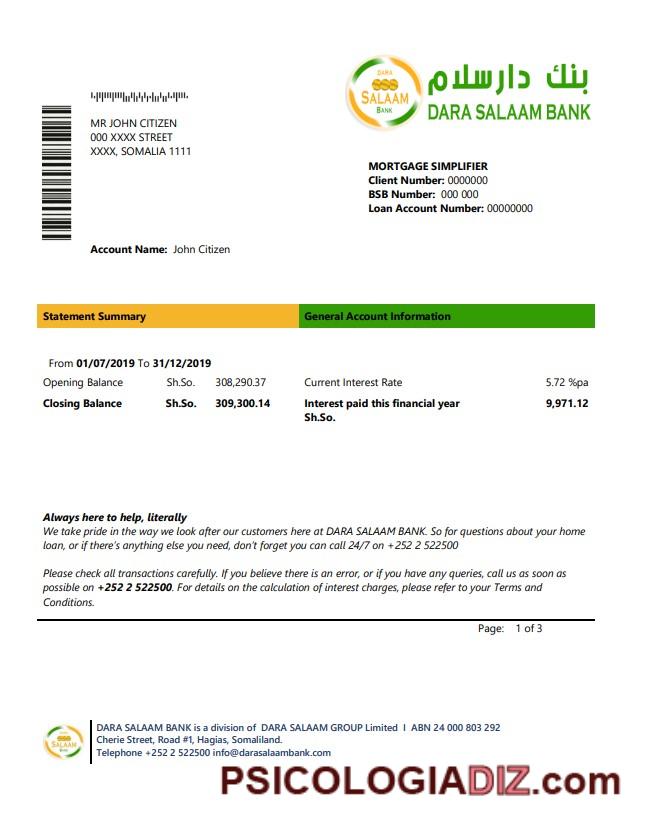 DARA
SALAAM
BANK
بنك دارسلام
DARA SALAAM BANK
MR JOHN CITIZEN
000 XXXX STREET
XXXX, SOMALIA 1111
MORTGAGE SIMPLIFIER
Client Number: 0000000
BSB Number: 000 000
Loan Account Number: 00000000
Account Name: John Citizen
Statement Summary
General Account Information
From 01/07/2019 To 31/12/2019
Opening Balance Sh.So. 308,290.37
Current Interest Rate 5.72 %pa
Closing Balance Sh.So. 309,300.14
Interest paid this financial year 9,971.12
Sh.So.
Always here to help, literally
We take pride in the way we look after our customers here at DARA SALAAM BANK. So for questions about your home
loan, or if there's anything else you need, don't forget you can call 24/7 on +252 2 522500
Please check all transactions carefully. If you believe there is an error, or if you have any queries, call us as soon as
possible on +252 2 522500. For details on the calculation of interest charges, please refer to your Terms and
Conditions.
Page: 1 of 3
SALAAM
DARA SALAAM BANK is a division of DARA SALAAM GROUP Limited I ABN 24 000 803 292
Cherie Street, Road #1, Hagias, Somaliland.
Telephone +252 2 522500 info@darasalaambank.com
PSICOLOGIADIZ.com